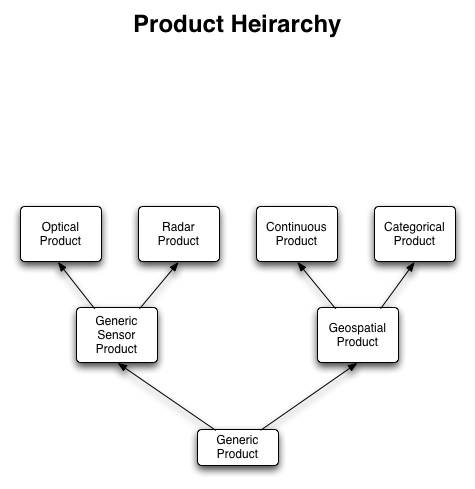 Product Heirarchy
Optical
Product
Radar
Product
Continuous
Product
Categorical
Product
Generic
Sensor
Product
Geospatial
Product
Generic
Product